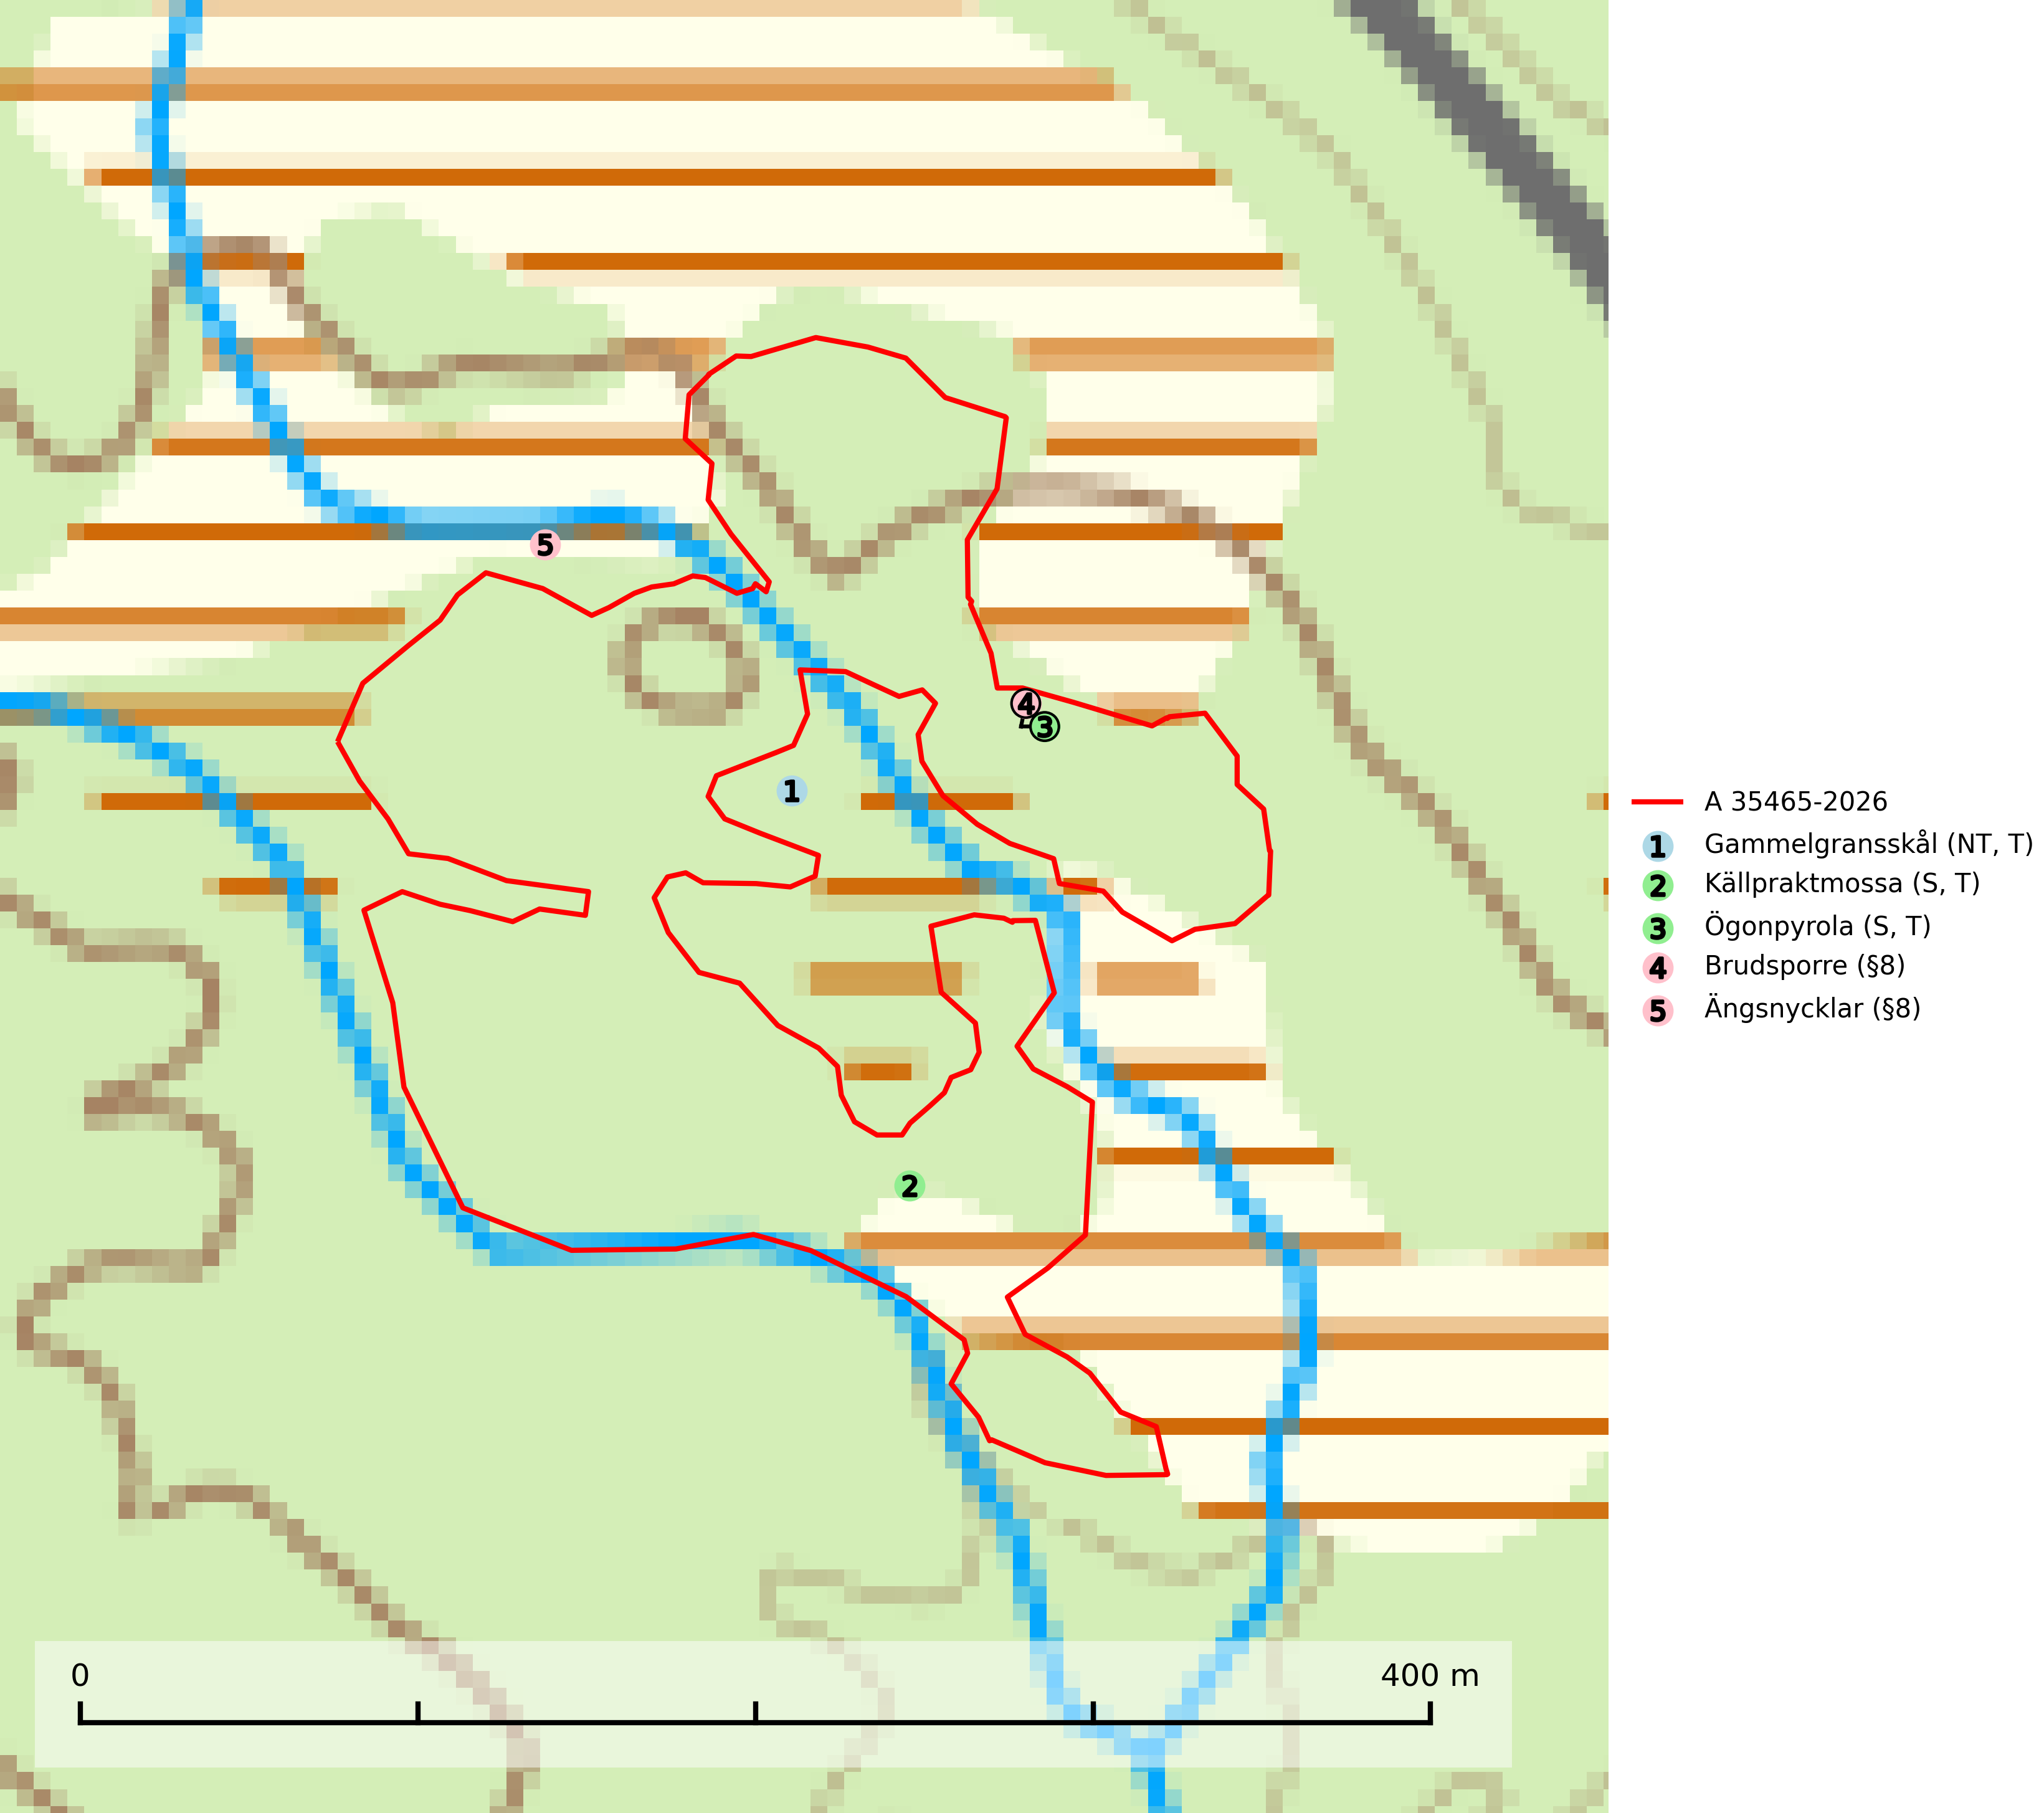 5
4
3
1
2
0 400 m
A 35465-2026
1 Gammelgransskål (NT, T)
2 Källpraktmossa (S, T)
3 Ögonpyrola (S, T)
4 Brudsporre (§8)
5 Ängsnycklar (§8)